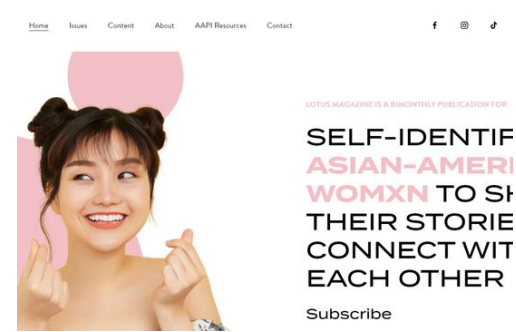 Home Issues Content About AAPI Resources Contact
LOTUS MAGAZINE IS A BIMONTHLY PUBLICATION FOR
SELF-IDENTIF
ASIAN-AMERI
WOMXN TO SH
THEIR STORIE
CONNECT WIT
EACH OTHER
Subscribe